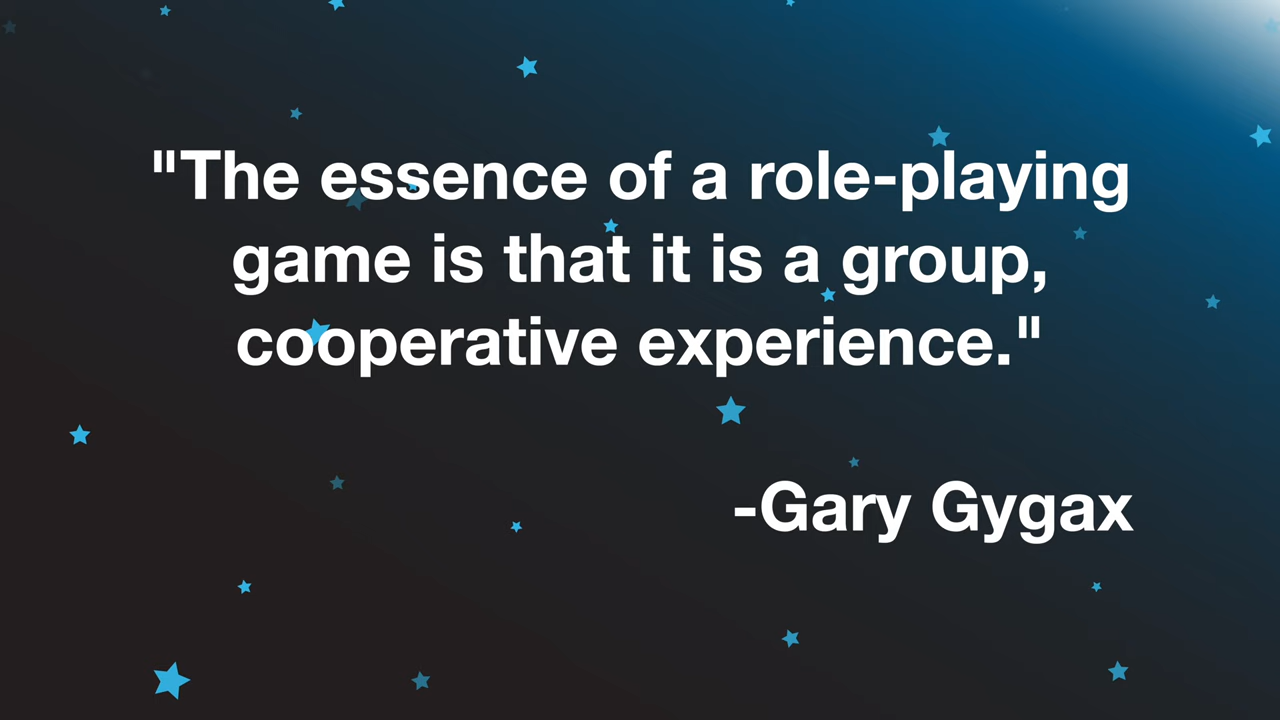 "The essence of a role-playing
game is that it is a group,
cooperative experience."
-Gary Gygax